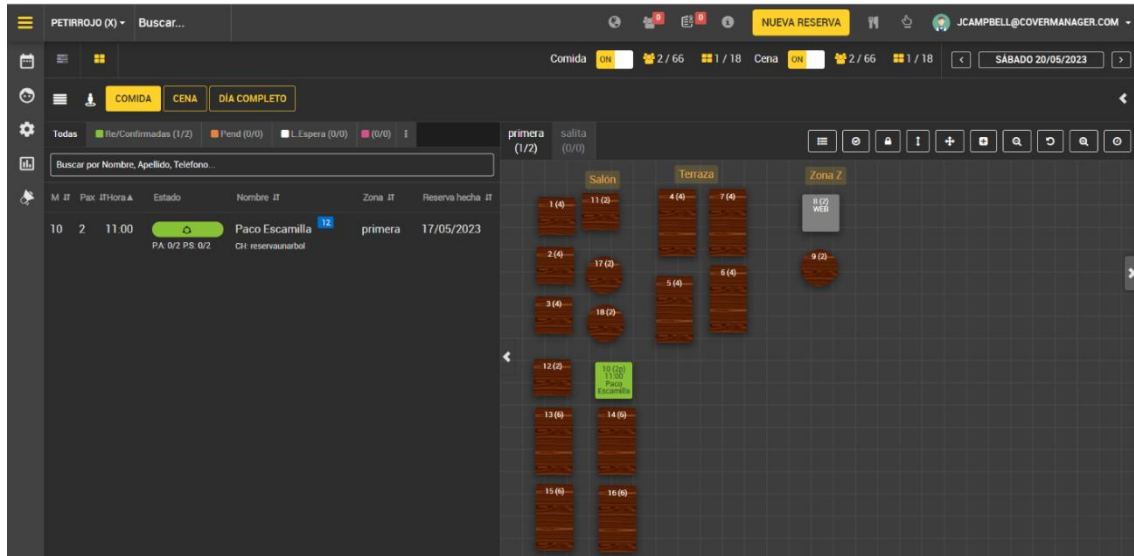 PETIRROJO (X)
Buscar...
0
0
NUEVA RESERVA
JCAMPBELL@COVERMANAGER.COM
Comida ON 2 / 66 1 / 18 Cena ON 2 / 66 1 / 18 < SÁBADO 20/05/2023 >
COMIDA CENA DÍA COMPLETO
Todas Re/Confirmadas (1/2) Pend (0/0) L.Espera (0/0) (0/0)
Buscar por Nombre, Apellido, Teléfono...
M Pax Hora Estado Nombre Zona Reserva hecha
10 2 11:00 Paco Escamilla 12 primera 17/05/2023
PA: 0/2 PS: 0/2 CH: reservaunarbol
primera salita
(1/2) (0/0)
Salón Terraza Zona Z
1 (4)
11 (2)
4 (4)
7 (4)
8 (2)
WEB
2 (4)
17 (2)
9 (2)
5 (4)
6 (4)
3 (4)
18 (2)
12 (2)
10 (2p)
11:00
Paco
Escamilla
13 (6)
14 (6)
15 (6)
16 (6)